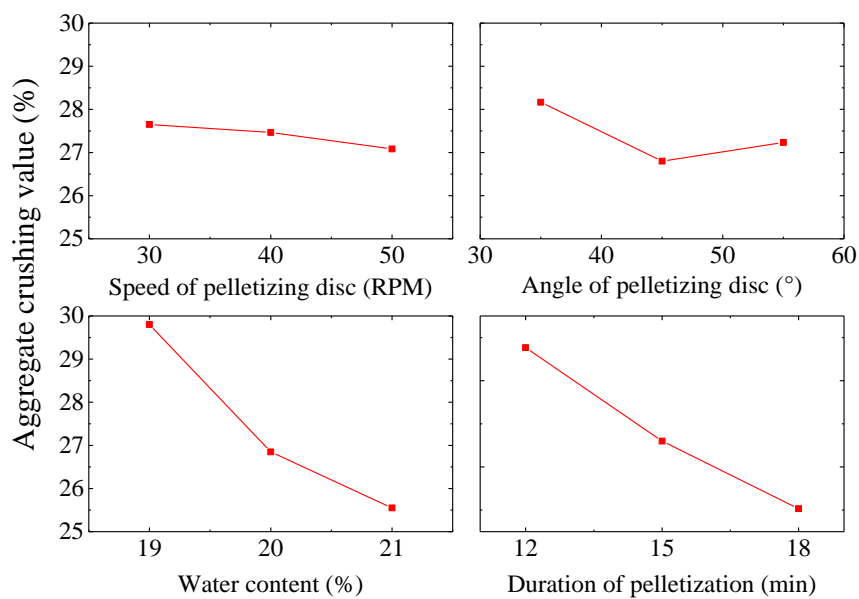 Aggregate crushing value (%)
30
29
28
27
26
25
30 40 50
Speed of pelletizing disc (RPM)
30 40 50 60
Angle of pelletizing disc (°)
30
29
28
27
26
25
19 20 21
Water content (%)
12 15 18
Duration of pelletization (min)